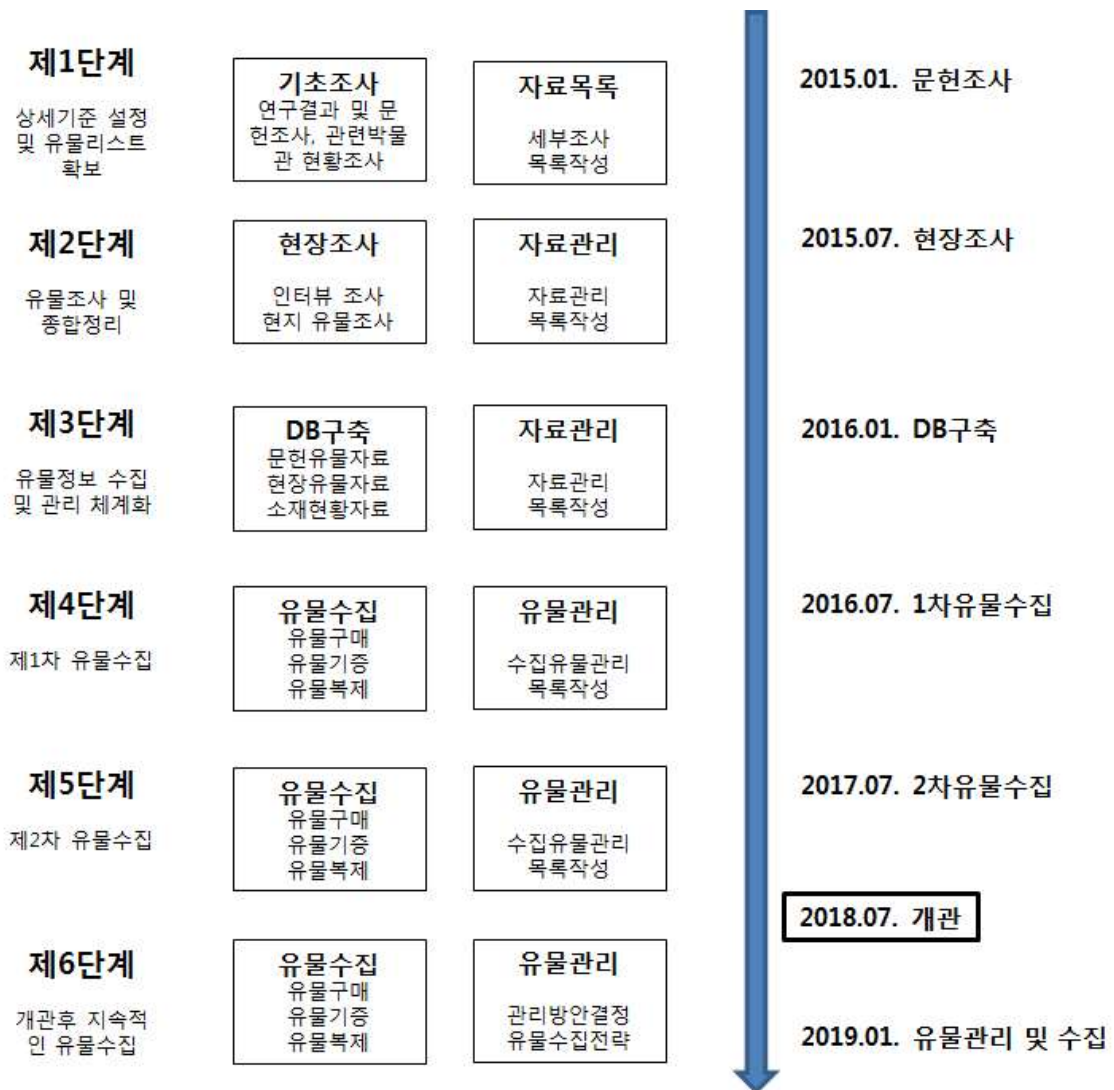 제1단계
상세기준 설정
및 유물리스트
확보
기초조사
연구결과 및 문
헌조사, 관련박물
관 현황조사
자료목록
세부조사
목록작성
2015.01. 문헌조사
제2단계
유물조사 및
종합정리
현장조사
인터뷰 조사
현지 유물조사
자료관리
자료관리
목록작성
2015.07. 현장조사
제3단계
유물정보 수집
및 관리 체계화
DB구축
문헌유물자료
현장유물자료
소재현황자료
자료관리
자료관리
목록작성
2016.01. DB구축
제4단계
제1차 유물수집
유물수집
유물구매
유물기증
유물복제
유물관리
수집유물관리
목록작성
2016.07. 1차유물수집
제5단계
제2차 유물수집
유물수집
유물구매
유물기증
유물복제
유물관리
수집유물관리
목록작성
2017.07. 2차유물수집
2018.07. 개관
제6단계
개관후 지속적
인 유물수집
유물수집
유물구매
유물기증
유물복제
유물관리
관리방안결정
유물수집전략
2019.01. 유물관리 및 수집